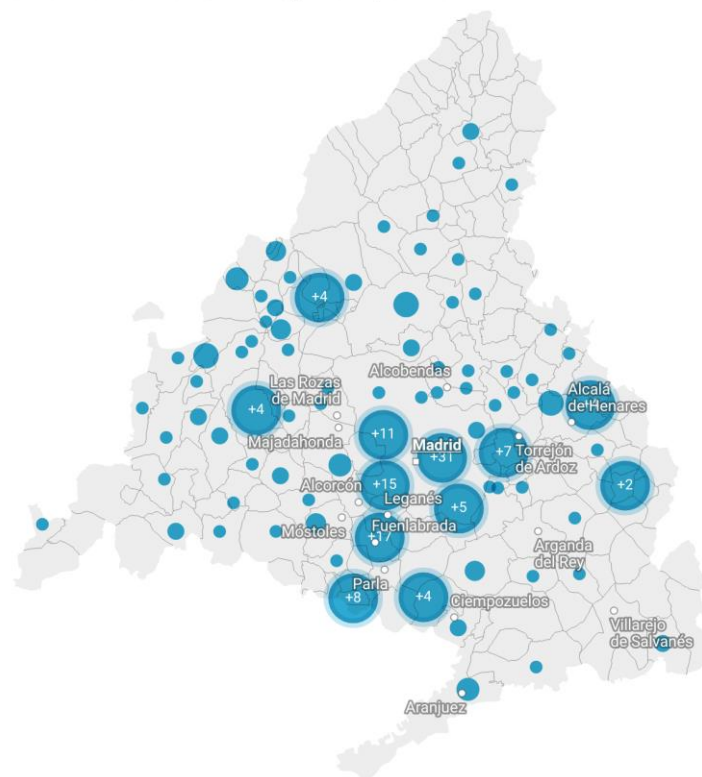 +4
Alcobendas
Las Rozas
de Madrid
Alcalá
de Henares
+4
Majadahonda
+11
Madrid
+31
+7
Torrejón
de Ardoz
Alcorcón
+15
+2
Leganés
+5
Móstoles
Fuenlabrada
+17
Arganda
del Rey
Parla
+8
+4
Ciempozuelos
Villarejo
de Salvanés
Aranjuez